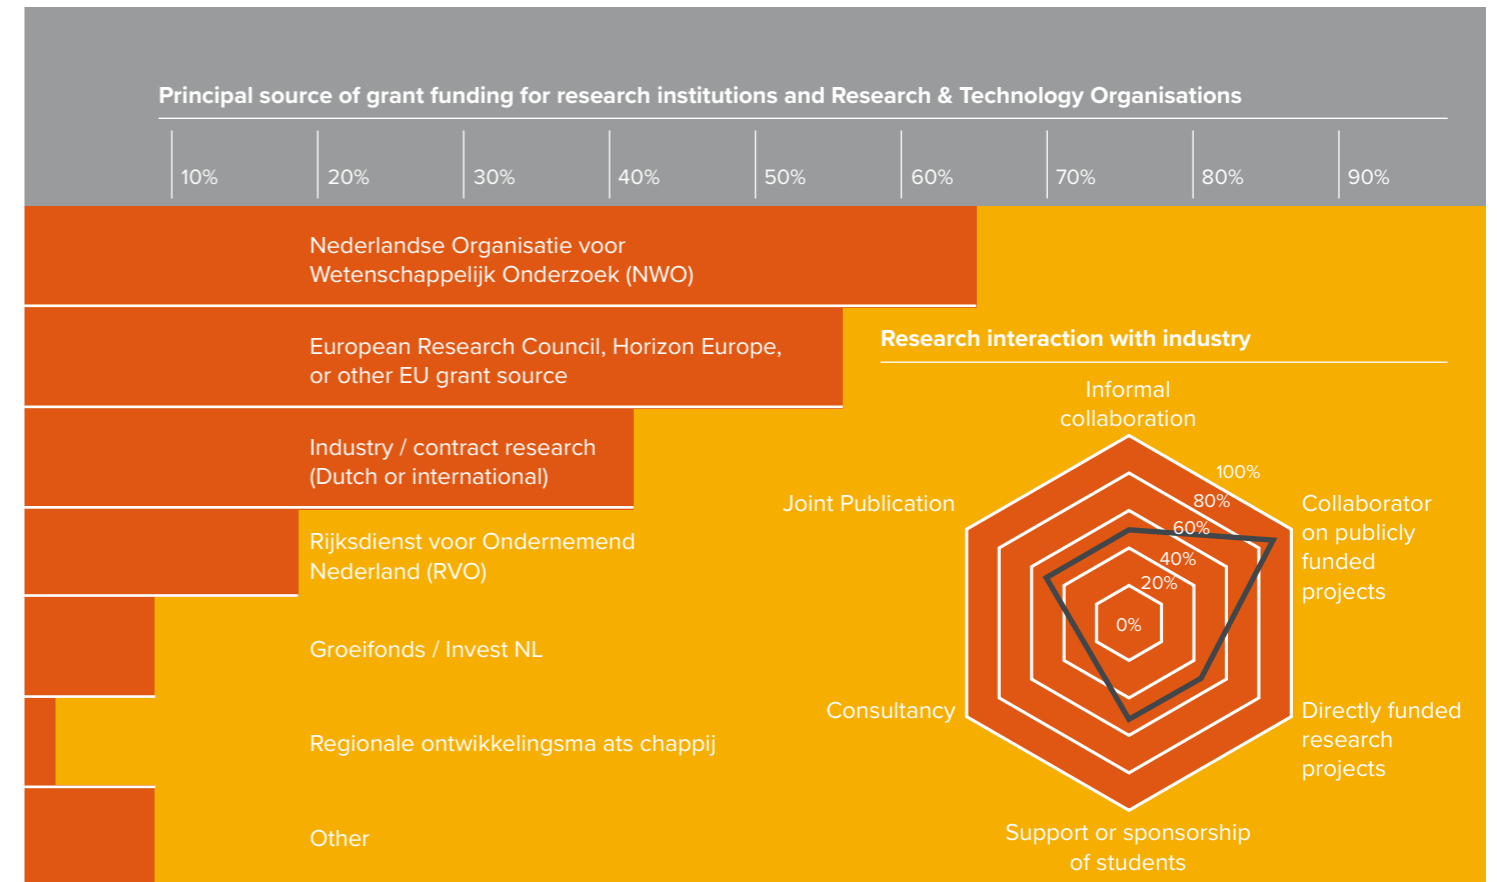 Principal source of grant funding for research institutions and Research & Technology Organisations
10%
20%
30%
40%
50%
60%
70%
80%
90%
Nederlandse Organisatie voor
Wetenschappelijk Onderzoek (NWO)
European Research Council, Horizon Europe,
or other EU grant source
Industry / contract research
(Dutch or international)
Rijksdienst voor Ondernemend
Nederland (RVO)
Groeifonds / Invest NL
Regionale ontwikkelingsma ats chappij
Other
Research interaction with industry
Informal
collaboration
Collaborator
on publicly
funded
projects
Directly funded
research
projects
Support or sponsorship
of students
Consultancy
Joint Publication
100%
80%
60%
40%
20%
0%